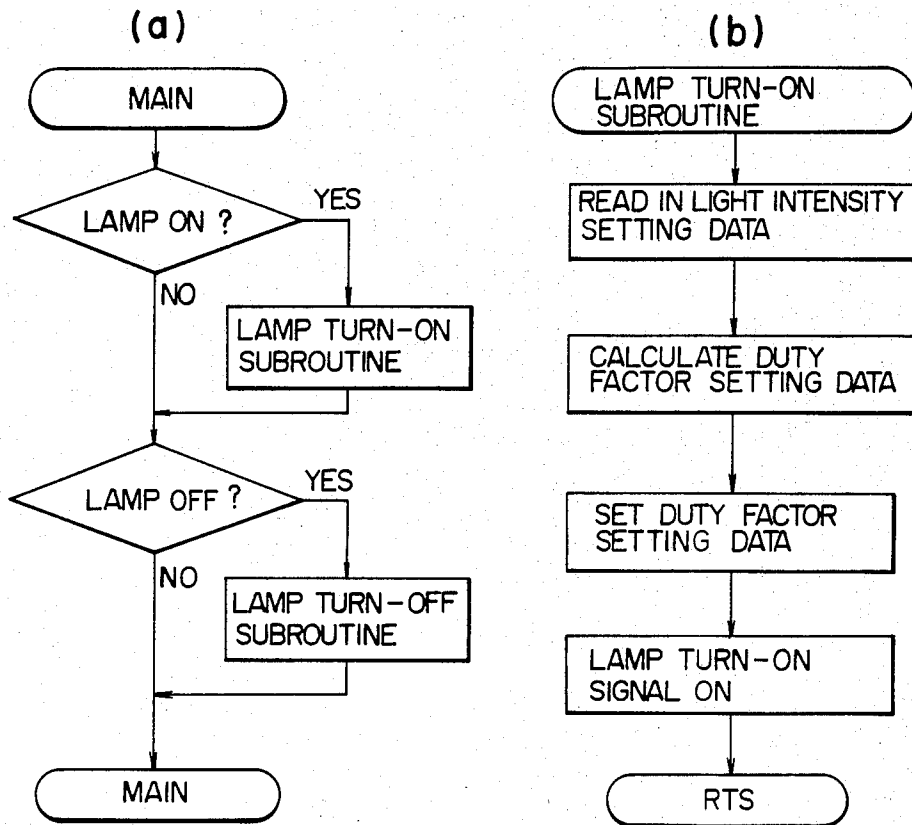 (a)
MAIN
LAMP ON ?
YES
NO
LAMP TURN-ON
SUBROUTINE
LAMP OFF ?
YES
NO
LAMP TURN-OFF
SUBROUTINE
MAIN
(b)
LAMP TURN-ON
SUBROUTINE
READ IN LIGHT INTENSITY
SETTING DATA
CALCULATE DUTY
FACTOR SETTING DATA
SET DUTY FACTOR
SETTING DATA
LAMP TURN-ON
SIGNAL ON
RTS